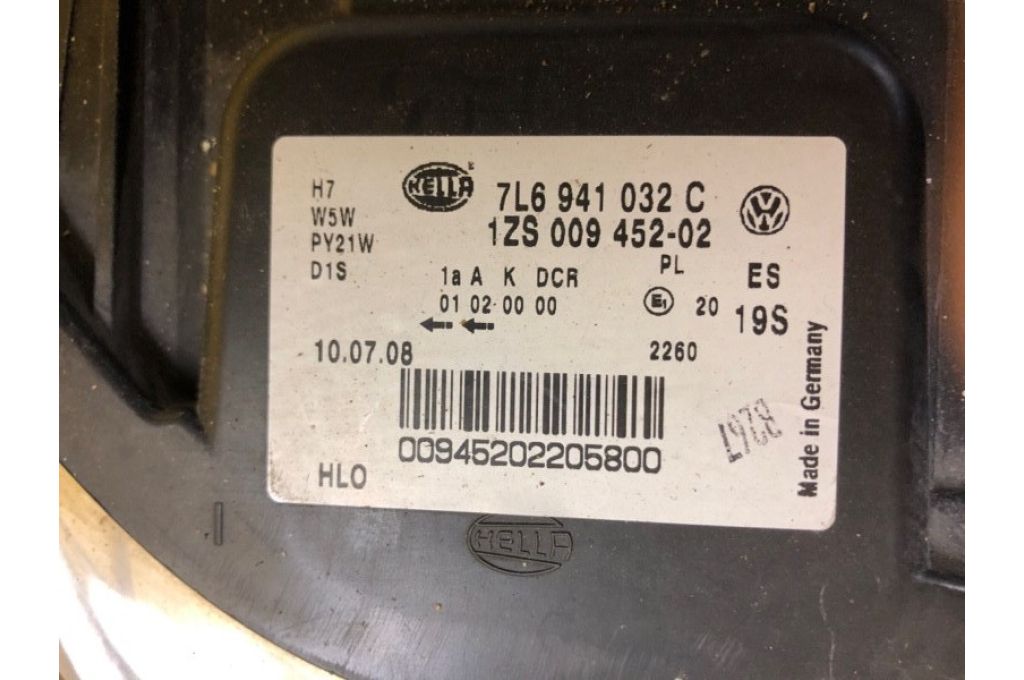 H7
W5W
PY21W
D1S
HELLA
7L6 941 032 C
1ZS 009 452-02
PL
ES
1a A K DCR
01 02 00 00
E1
20
19S
10.07.08
2260
00945202205800
HLO
Made in Germany
HELLA